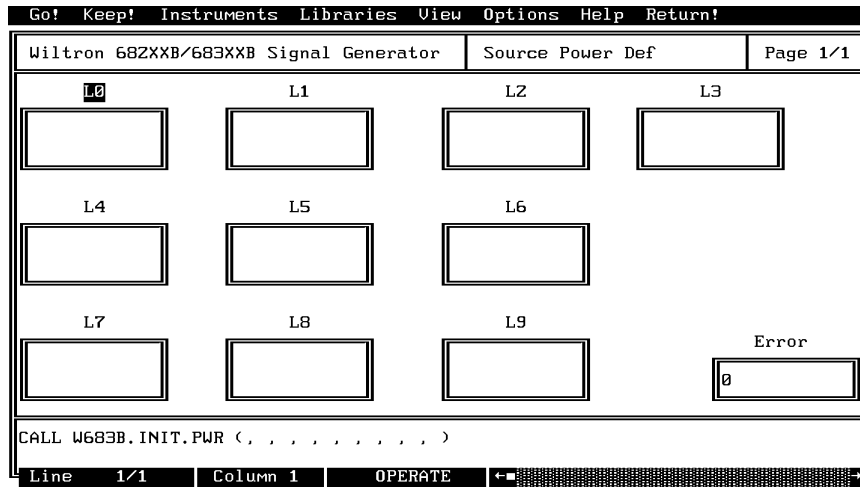 Go! Keep! Instruments Libraries View Options Help Return!
Wiltron 682XXB/683XXB Signal Generator Source Power Def Page 1/1
L0 L1 L2 L3
L4 L5 L6
L7 L8 L9
Error
0
CALL W683B.INIT.PWR (, , , , , , , , , )
Line 1/1 Column 1 OPERATE